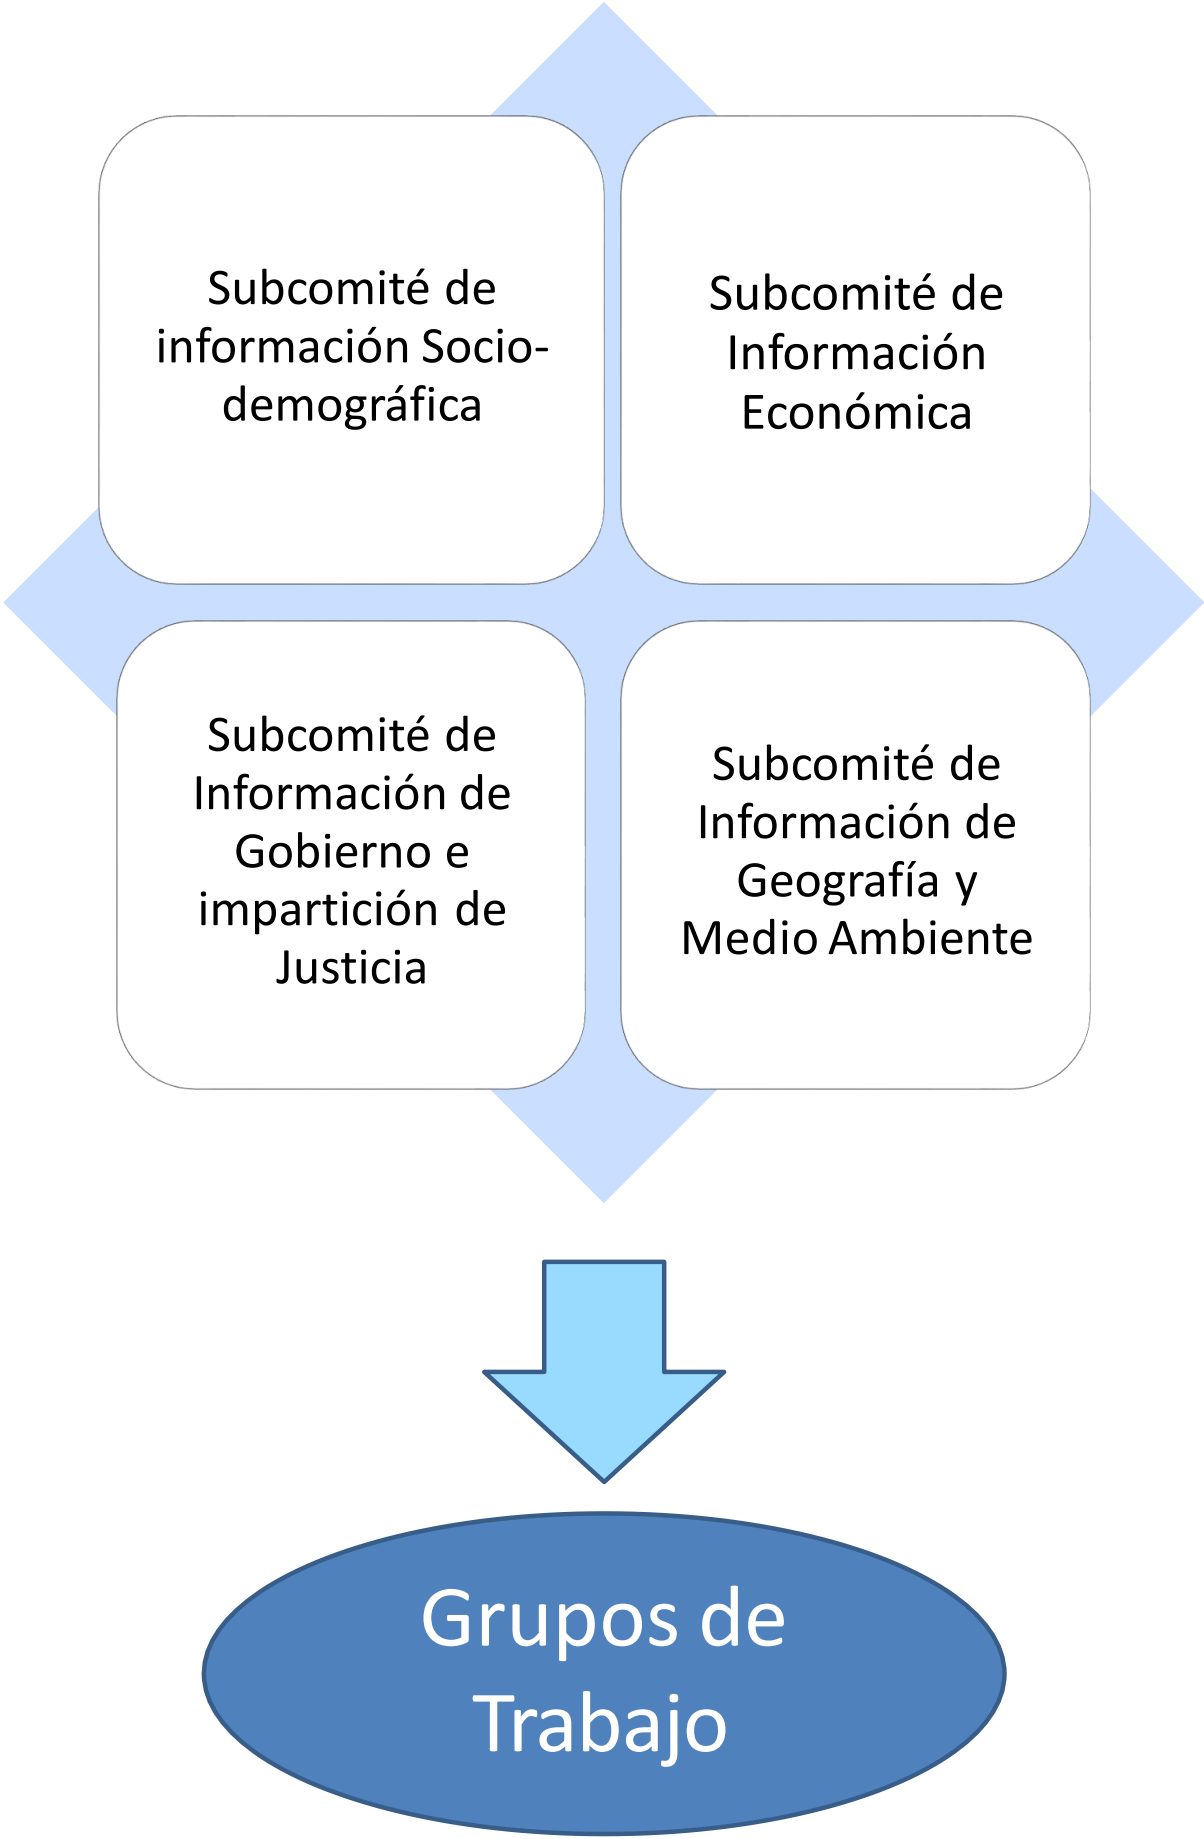 Subcomité de
información Socio-
demográfica
Subcomité de
Información
Económica
Subcomité de
Información de
Gobierno e
impartición de
Justicia
Subcomité de
Información de
Geografía y
Medio Ambiente
Grupos de
Trabajo